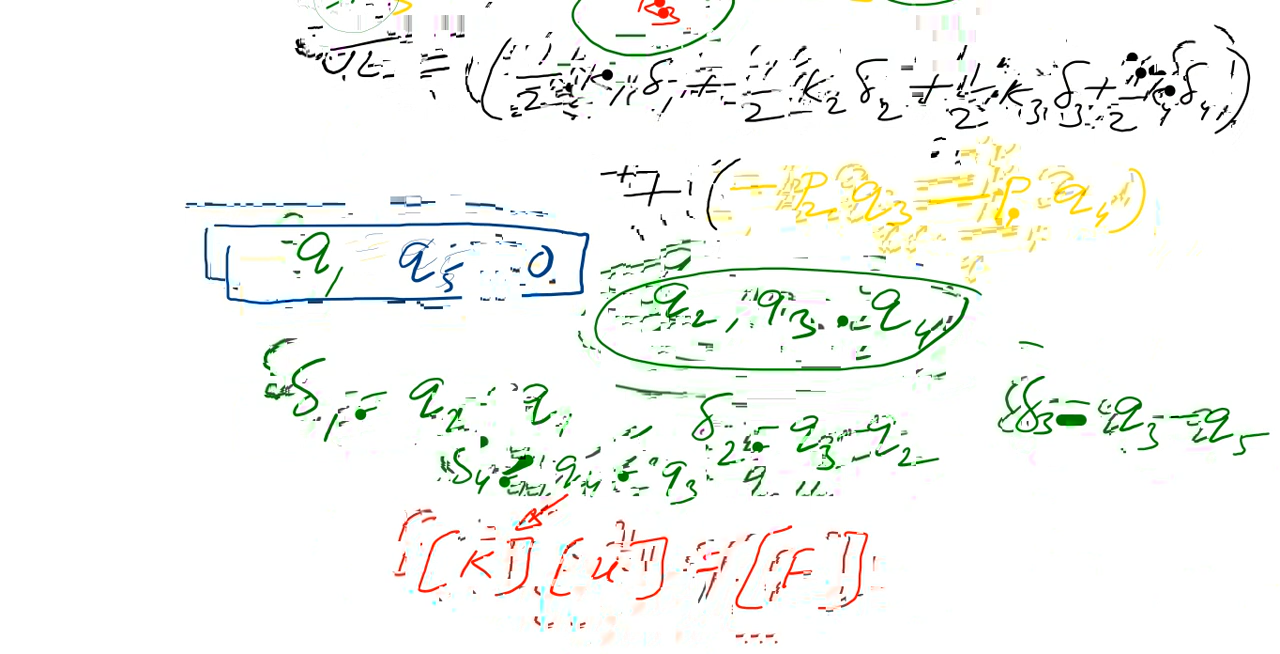 k₃
= (½ k₁ δ₁ + ½ k₂ δ₂ + ½ k₃ δ₃ + ½ k₄ δ₄)
+ (- P₂ q₃ - P. q₄)
q₁ q₅ 0
q₂, q₃. q₄
δ₁ = q₂ - q₁ δ₂ = q₃ - q₂ δ₃ = q₃ - q₅
δ₄ = q₄ - q₃
[K] [u] = [F]